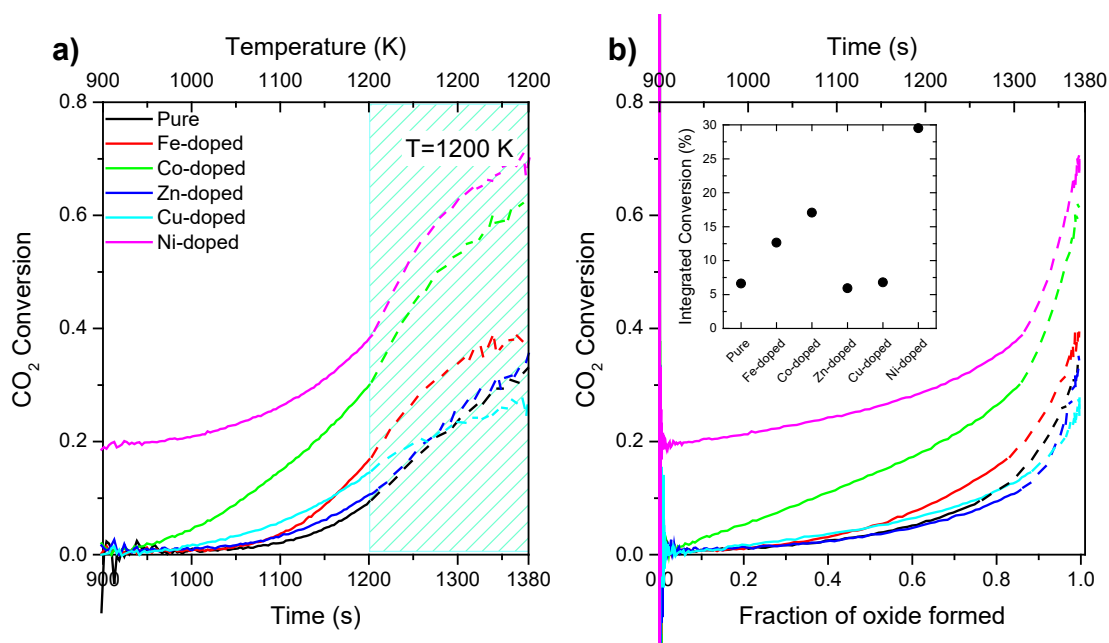 a)
Temperature (K)
900 1000 1100 1200 1200 1200
0.8
0.6
0.4
0.2
0.0
CO2 Conversion
Pure
Fe-doped
Co-doped
Zn-doped
Cu-doped
Ni-doped
T=1200 K
900 1000 1100 1200 1300 1380
Time (s)
b)
Time (s)
900 1000 1100 1200 1300 1380
0.8
0.6
0.4
0.2
0.0
CO2 Conversion
Integrated Conversion (%)
30
25
20
15
10
5
0
Pure
Fe-doped
Co-doped
Zn-doped
Cu-doped
Ni-doped
0.0 0.2 0.4 0.6 0.8 1.0
Fraction of oxide formed